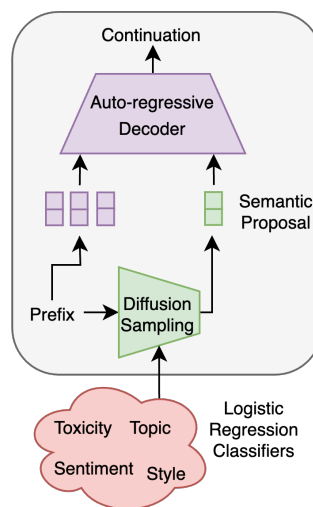 Continuation
Auto-regressive
Decoder
Semantic
Proposal
Prefix
Diffusion
Sampling
Toxicity Topic
Sentiment Style
Logistic
Regression
Classifiers